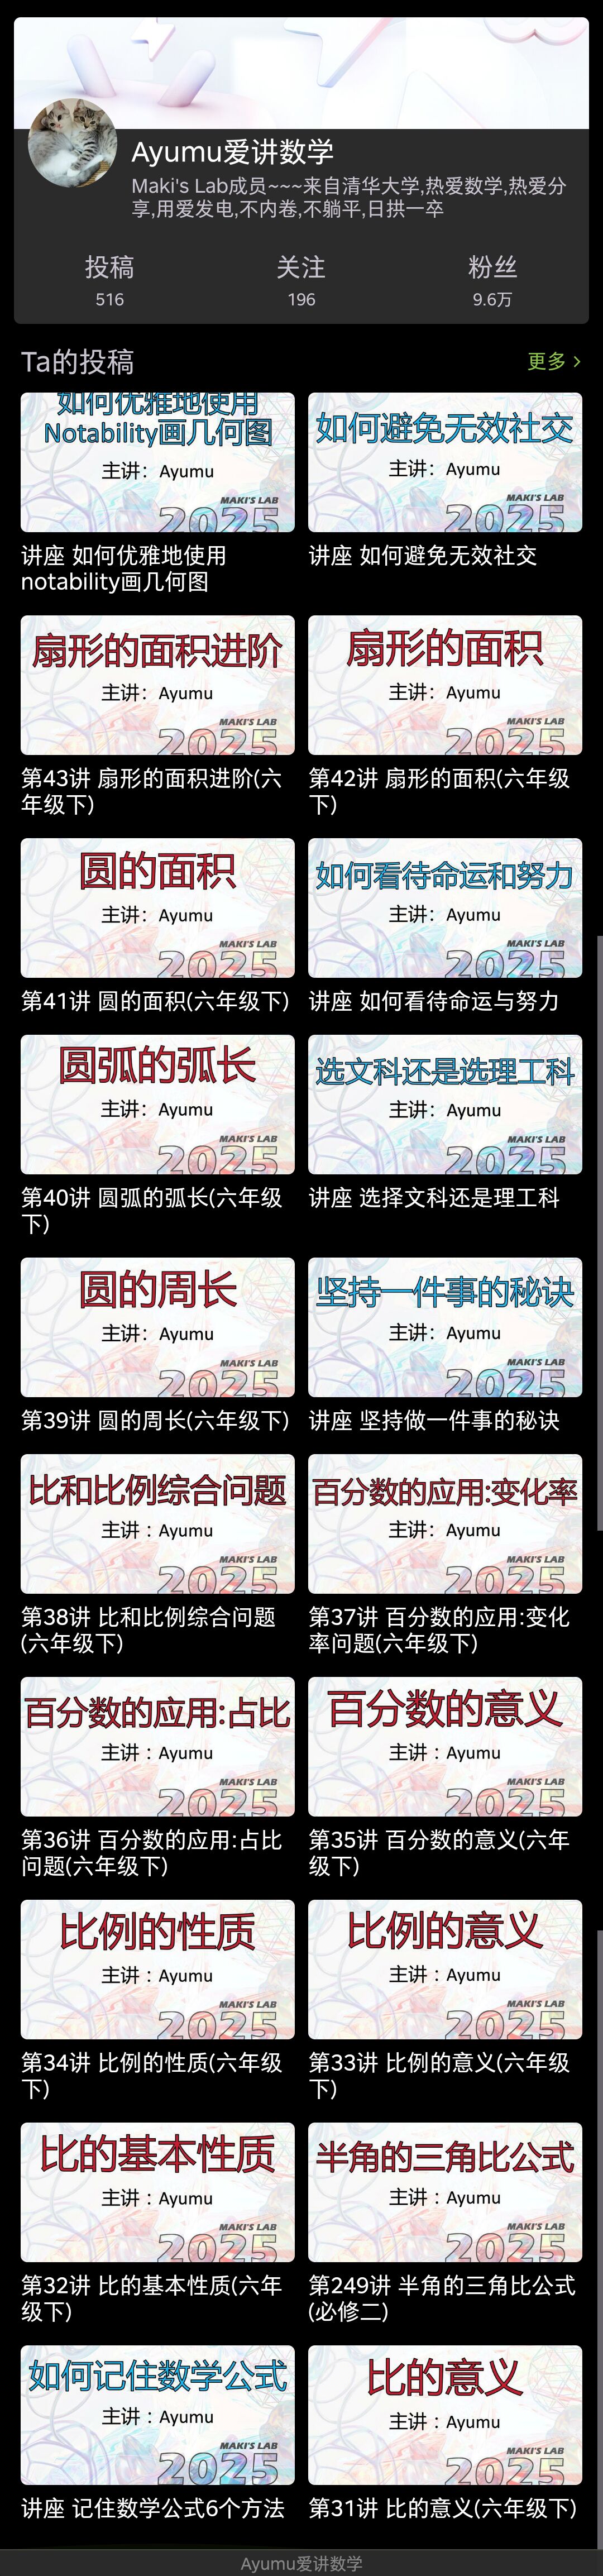 Ayumu爱讲数学
Maki's Lab成员~~~来自清华大学,热爱数学,热爱分
享,用爱发电,不内卷,不躺平,日拱一卒
投稿 关注 粉丝
516 196 9.6万
Ta的投稿 更多
如何优雅地使用
Notability画几何图
主讲：Ayumu
MAKI'S LAB
2025
讲座 如何优雅地使用
notability画几何图
如何避免无效社交
主讲：Ayumu
MAKI'S LAB
2025
讲座 如何避免无效社交
扇形的面积进阶
主讲：Ayumu
MAKI'S LAB
2025
第43讲 扇形的面积进阶(六
年级下)
扇形的面积
主讲：Ayumu
MAKI'S LAB
2025
第42讲 扇形的面积(六年级
下)
圆的面积
主讲：Ayumu
MAKI'S LAB
2025
第41讲 圆的面积(六年级下)
如何看待命运和努力
主讲：Ayumu
MAKI'S LAB
2025
讲座 如何看待命运与努力
圆弧的弧长
主讲：Ayumu
MAKI'S LAB
2025
第40讲 圆弧的弧长(六年级
下)
选文科还是选理工科
主讲：Ayumu
MAKI'S LAB
2025
讲座 选择文科还是理工科
圆的周长
主讲：Ayumu
MAKI'S LAB
2025
第39讲 圆的周长(六年级下)
坚持一件事的秘诀
主讲：Ayumu
MAKI'S LAB
2025
讲座 坚持做一件事的秘诀
比和比例综合问题
主讲：Ayumu
MAKI'S LAB
2025
第38讲 比和比例综合问题
(六年级下)
百分数的应用:变化率
主讲：Ayumu
MAKI'S LAB
2025
第37讲 百分数的应用:变化
率问题(六年级下)
百分数的应用:占比
主讲：Ayumu
MAKI'S LAB
2025
第36讲 百分数的应用:占比
问题(六年级下)
百分数的意义
主讲：Ayumu
MAKI'S LAB
2025
第35讲 百分数的意义(六年
级下)
比例的性质
主讲：Ayumu
MAKI'S LAB
2025
第34讲 比例的性质(六年级
下)
比例的意义
主讲：Ayumu
MAKI'S LAB
2025
第33讲 比例的意义(六年级
下)
比的基本性质
主讲：Ayumu
MAKI'S LAB
2025
第32讲 比的基本性质(六年
级下)
半角的三角比公式
主讲：Ayumu
MAKI'S LAB
2025
第249讲 半角的三角比公式
(必修二)
如何记住数学公式
主讲：Ayumu
MAKI'S LAB
2025
讲座 记住数学公式6个方法
比的意义
主讲：Ayumu
MAKI'S LAB
2025
第31讲 比的意义(六年级下)
Ayumu爱讲数学